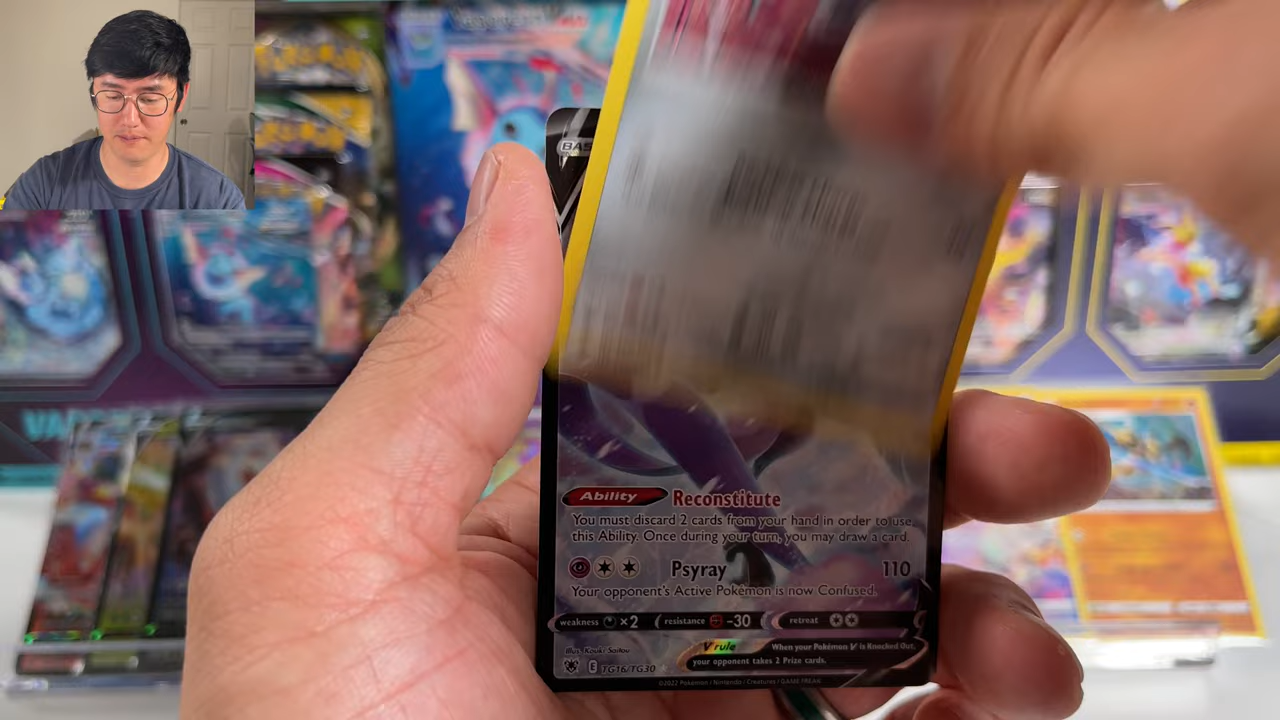 BAS
Ability Reconstitute
You must discard 2 cards from your hand in order to use
this Ability. Once during your turn, you may draw a card.
Psyray 110
Your opponent's Active Pokémon is now Confused.
weakness ×2 resistance -30 retreat
Illus. Kouki Saitou
V rule When your Pokémon V is Knocked Out,
your opponent takes 2 Prize cards.
E TG16/TG30
©2022 Pokémon / Nintendo / Creatures / GAME FREAK